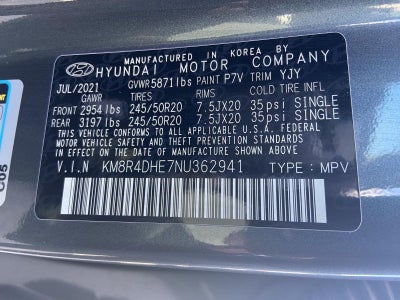 MANUFACTURED IN KOREA BY
HYUNDAI MOTOR COMPANY
JUL/2021 GVWR5871lbs PAINT P7V TRIM YJY
GAWR TIRES RIMS COLD TIRE INFL
FRONT 2954lbs 245/50R20 7.5JX20 35psi SINGLE
REAR 3197lbs 245/50R20 7.5JX20 35psi SINGLE
THIS VEHICLE CONFORMS TO ALL APPLICABLE U.S.
Federal Motor Vehicle Safety, Bumper, and
Theft Prevention Standards in effect on the
date of manufacture shown above.
V.I.N KM8R4DHE7NU362941 TYPE : MPV